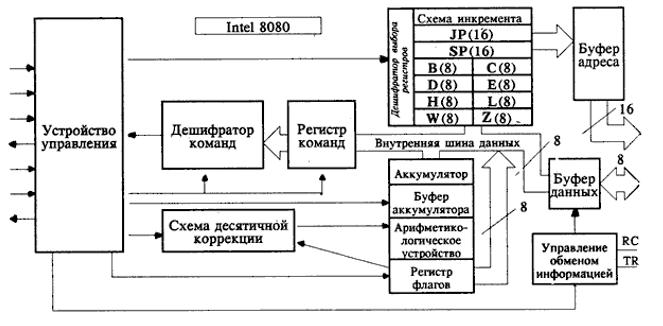 Intel 8080
Схема инкремента
Дешифратор выбора
регистров
JP(16)
SP(16)
B(8)
C(8)
D(8)
E(8)
H(8)
L(8)
W(8)
Z(8)
Буфер
адреса
16
Устройство
управления
Дешифратор
команд
Регистр
команд
Внутренняя шина данных
8
8
Аккумулятор
Буфер
аккумулятора
Арифметико-
логическое
устройство
Регистр
флагов
8
Буфер
данных
Схема десятичной
коррекции
Управление
обменом
информацией
RC
TR